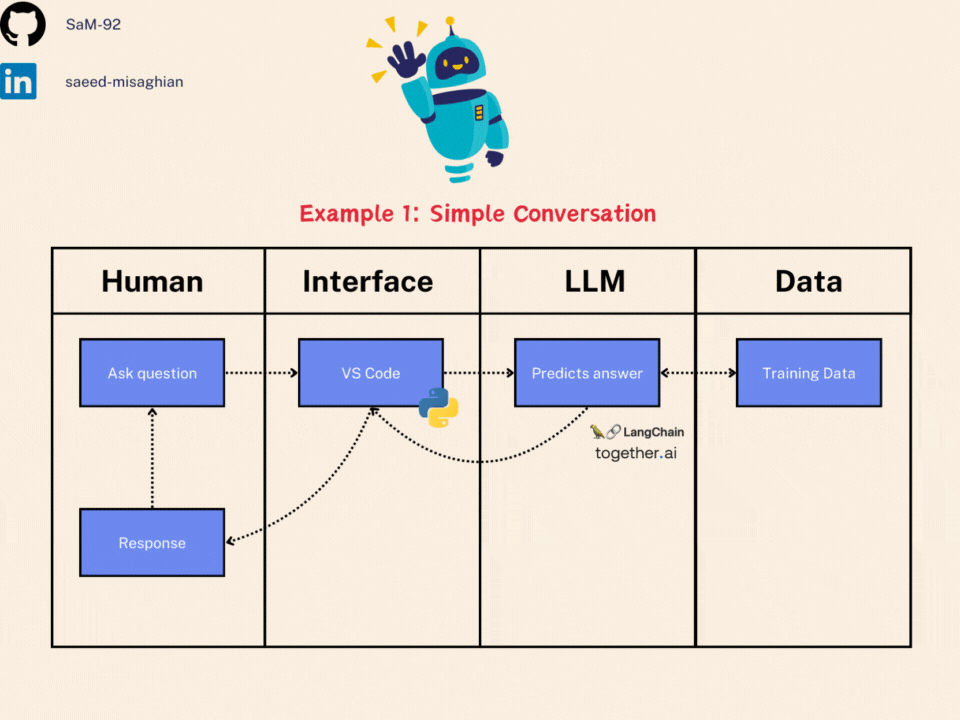 SaM-92
in
saeed-misaghian
Example 1: Simple Conversation
Human
Interface
LLM
Data
Ask question
VS Code
Predicts answer
Training Data
LangChain
together.ai
Response